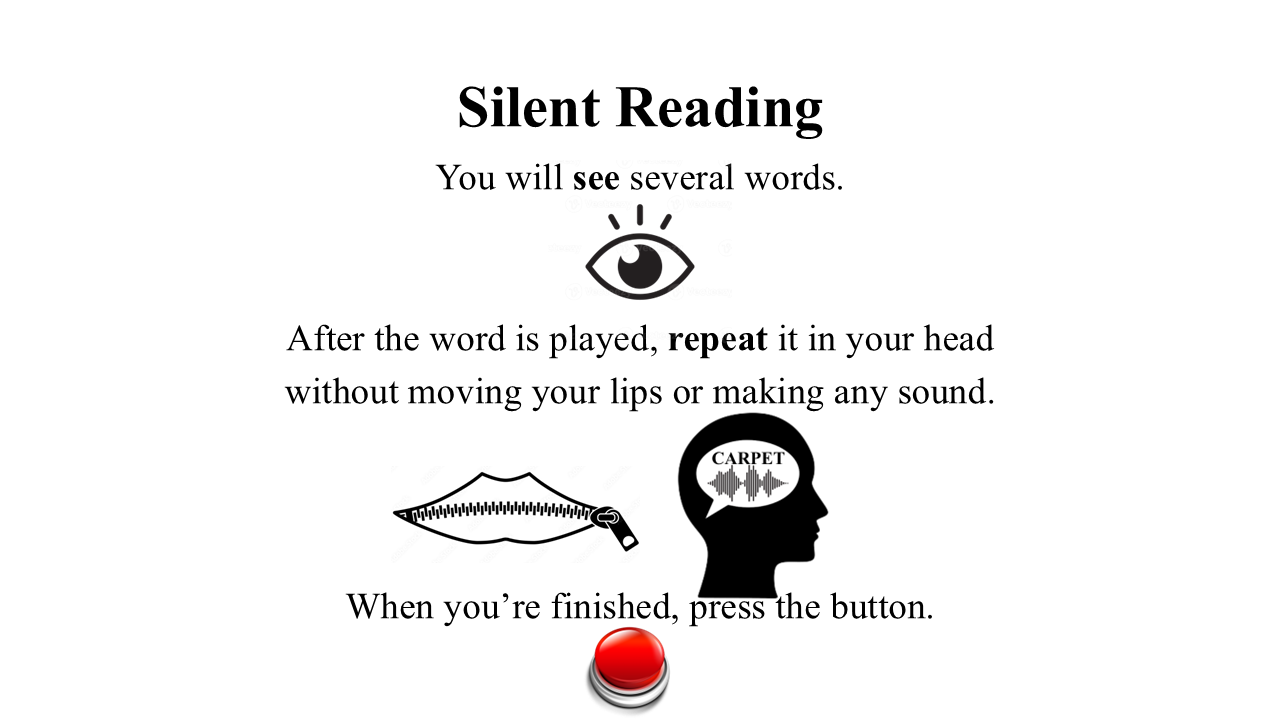 Silent Reading
You will see several words.
After the word is played, repeat it in your head
without moving your lips or making any sound.
CARPET
When you’re finished, press the button.